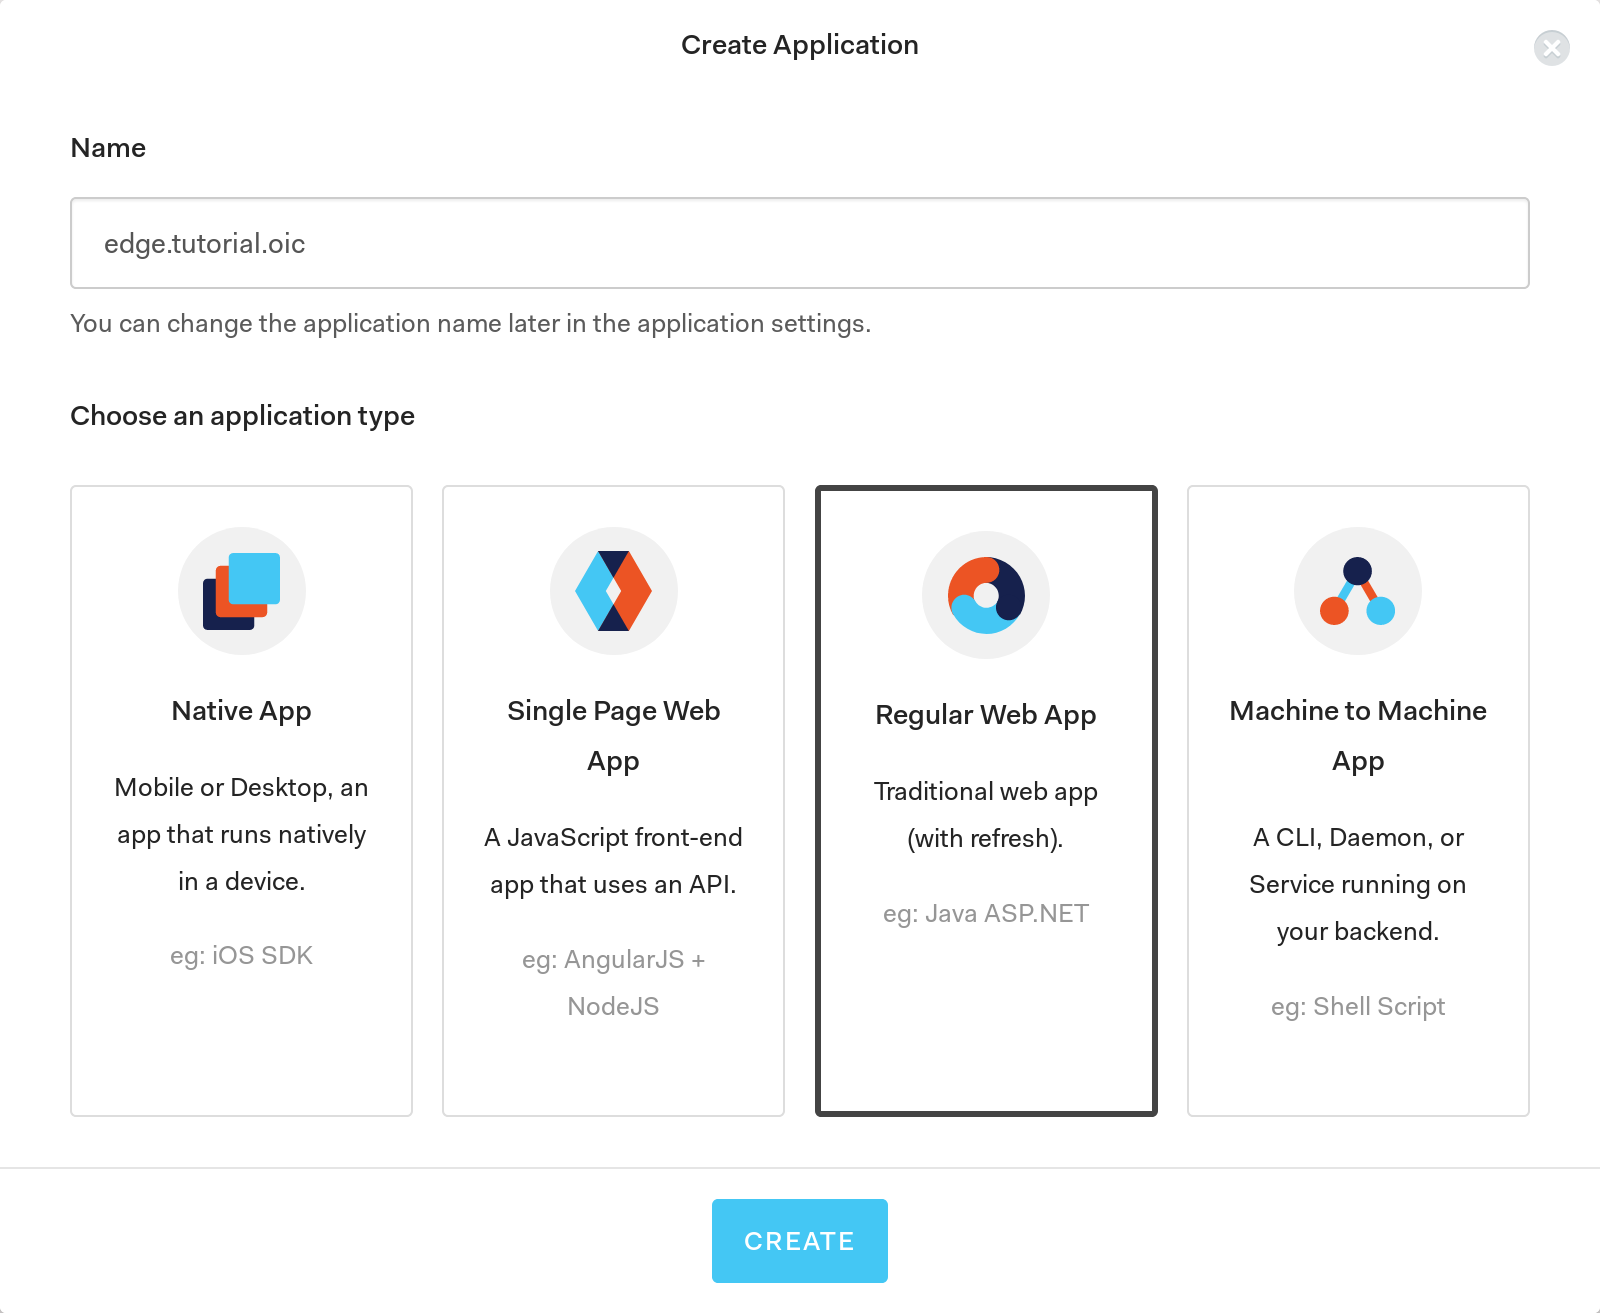 Create Application
Name
edge.tutorial.oic
You can change the application name later in the application settings.
Choose an application type
Native App
Mobile or Desktop, an
app that runs natively
in a device.
eg: iOS SDK
Single Page Web
App
A JavaScript front-end
app that uses an API.
eg: AngularJS +
NodeJS
Regular Web App
Traditional web app
(with refresh).
eg: Java ASP.NET
Machine to Machine
App
A CLI, Daemon, or
Service running on
your backend.
eg: Shell Script
CREATE